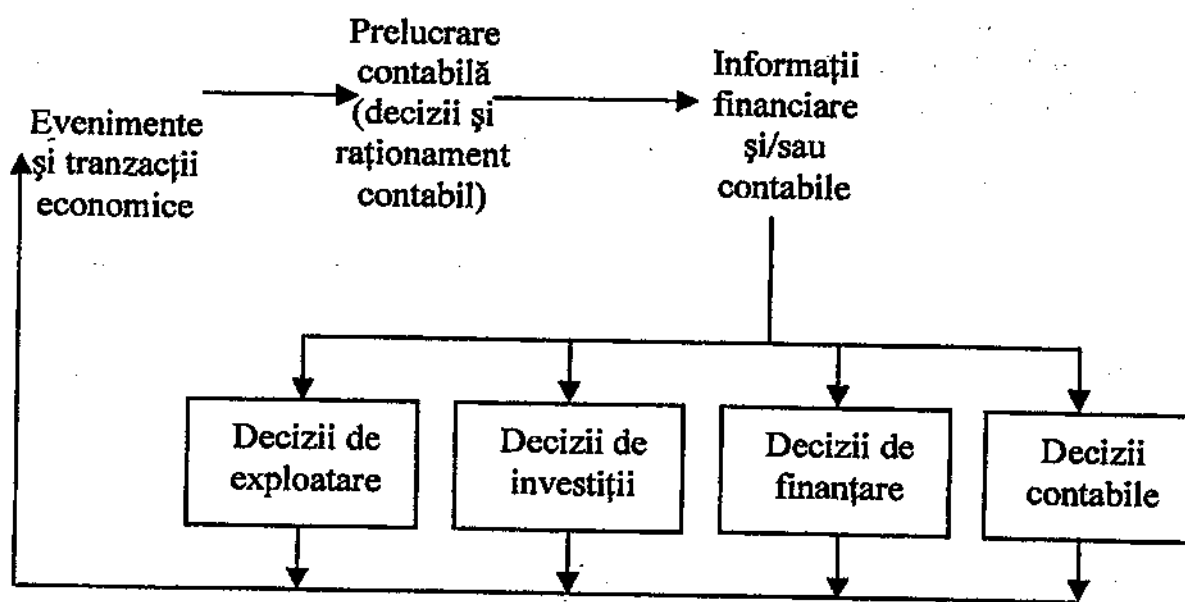 Evenimente
şi tranzacţii
economice
Prelucrare
contabilă
(decizii şi
raţionament
contabil)
Informaţii
financiare
şi/sau
contabile
Decizii de
exploatare
Decizii de
investiţii
Decizii de
finanţare
Decizii
contabile